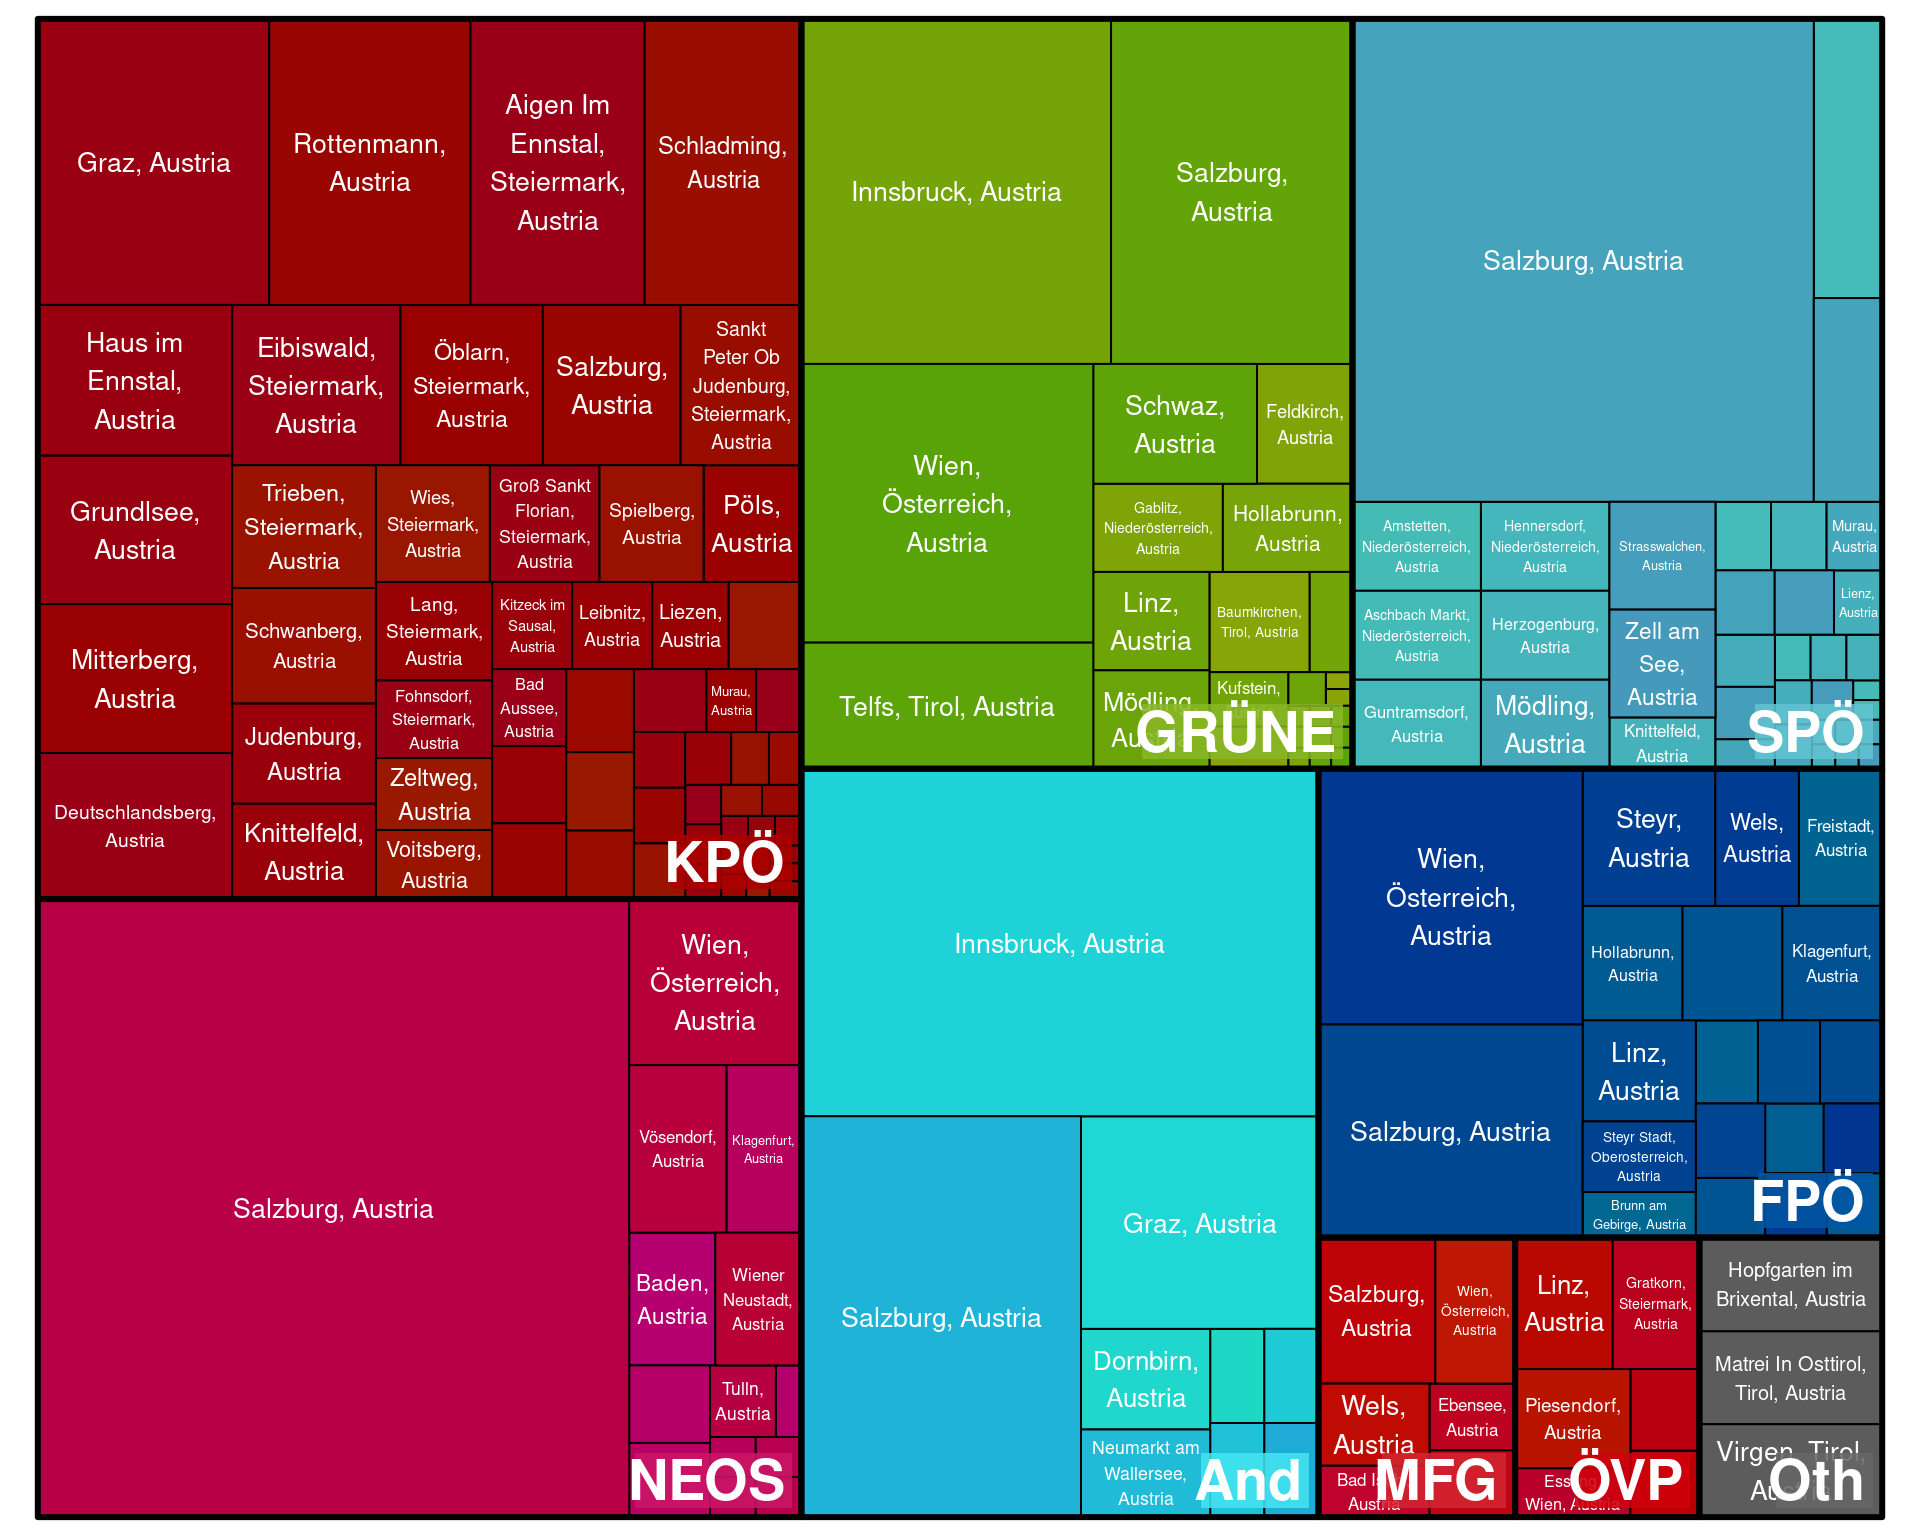 Graz, Austria
Rottenmann,
Austria
Aigen Im
Ennstal,
Steiermark,
Austria
Schladming,
Austria
Haus im
Ennstal,
Austria
Eibiswald,
Steiermark,
Austria
Öblarn,
Steiermark,
Austria
Salzburg,
Austria
Sankt
Peter Ob
Judenburg,
Steiermark,
Austria
Grundlsee,
Austria
Trieben,
Steiermark,
Austria
Wies,
Steiermark,
Austria
Groß Sankt
Florian,
Steiermark,
Austria
Spielberg,
Austria
Pöls,
Austria
Mitterberg,
Austria
Schwanberg,
Austria
Lang,
Steiermark,
Austria
Kitzeck im
Sausal,
Austria
Leibnitz,
Austria
Liezen,
Austria
Judenburg,
Austria
Fohnsdorf,
Steiermark,
Austria
Bad
Aussee,
Austria
Murau,
Austria
Deutschlandsberg,
Austria
Zeltweg,
Austria
Knittelfeld,
Austria
Voitsberg,
Austria
KPÖ
Innsbruck, Austria
Salzburg,
Austria
Wien,
Österreich,
Austria
Schwaz,
Austria
Feldkirch,
Austria
Gablitz,
Niederösterreich,
Austria
Hollabrunn,
Austria
Linz,
Austria
Baumkirchen,
Tirol, Austria
Telfs, Tirol, Austria
Mödling,
Austria
Kufstein,
GRÜNE
Salzburg, Austria
Amstetten,
Niederösterreich,
Austria
Hennersdorf,
Niederösterreich,
Austria
Strasswalchen,
Austria
Murau,
Austria
Aschbach Markt,
Niederösterreich,
Austria
Herzogenburg,
Austria
Zell am
See,
Austria
Lienz,
Austria
Guntramsdorf,
Austria
Mödling,
Austria
Knittelfeld,
Austria
SPÖ
Salzburg, Austria
Wien,
Österreich,
Austria
Vösendorf,
Austria
Klagenfurt,
Austria
Baden,
Austria
Wiener
Neustadt,
Austria
Tulln,
Austria
NEOS
Innsbruck, Austria
Salzburg, Austria
Graz, Austria
Dornbirn,
Austria
Neumarkt am
Wallersee,
Austria
And
Wien,
Österreich,
Austria
Steyr,
Austria
Wels,
Austria
Freistadt,
Austria
Hollabrunn,
Austria
Klagenfurt,
Austria
Salzburg, Austria
Linz,
Austria
Steyr Stadt,
Oberosterreich,
Austria
Brunn am
Gebirge, Austria
FPÖ
Salzburg,
Austria
Wien,
Österreich,
Austria
Wels,
Austria
Ebensee,
Austria
Bad
Austria
MFG
Linz,
Austria
Gratkorn,
Steiermark,
Austria
Piesendorf,
Austria
Wien, Austria
ÖVP
Hopfgarten im
Brixental, Austria
Matrei In Osttirol,
Tirol, Austria
Virgen, Tirol,
Austria
Oth